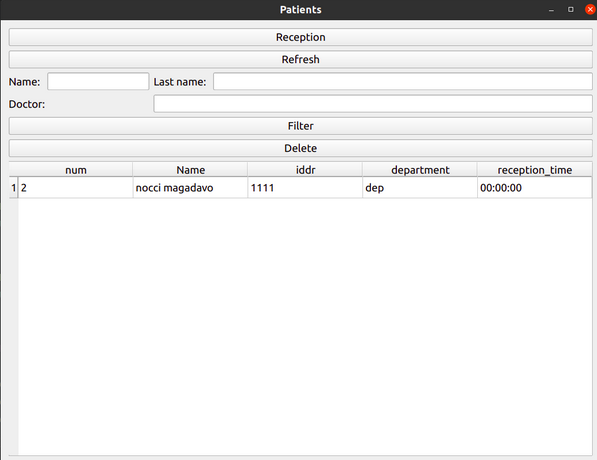 Patients
Reception
Refresh
Name: Last name:
Doctor:
Filter
Delete
num Name iddr department reception_time
1 2 nocci magadavo 1111 dep 00:00:00